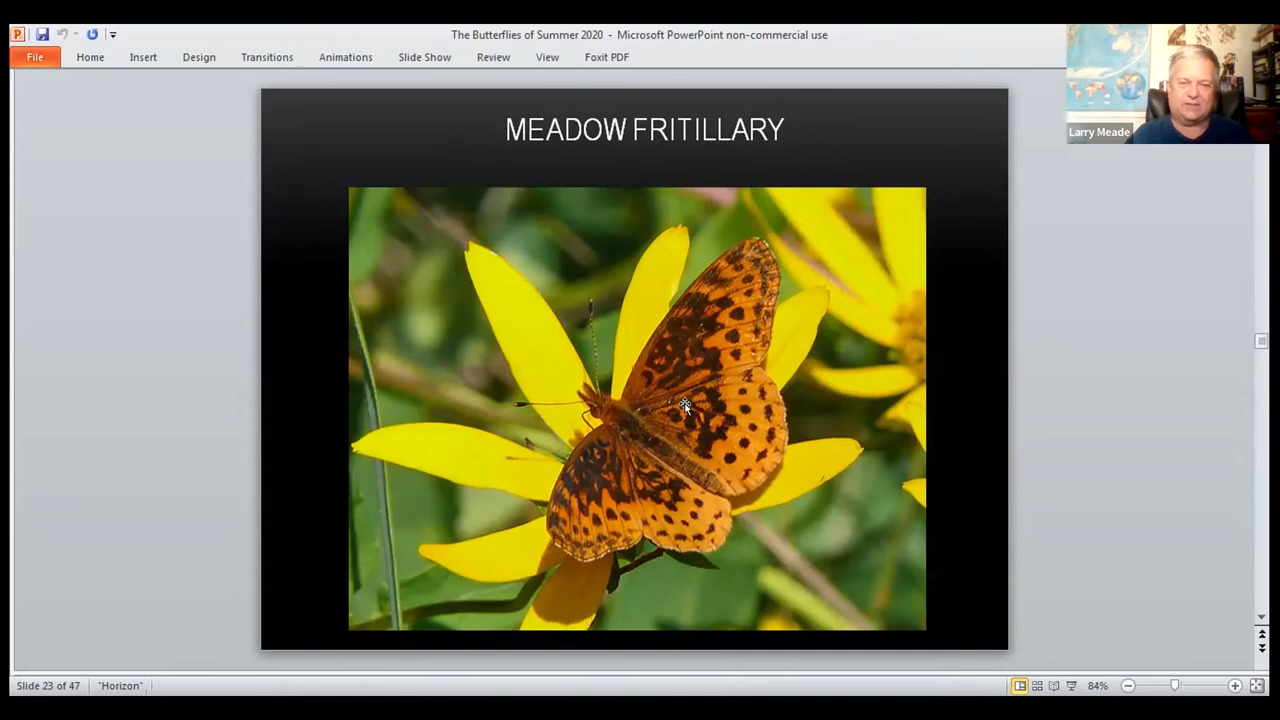 The Butterflies of Summer 2020 - Microsoft PowerPoint non-commercial use
File Home Insert Design Transitions Animations Slide Show Review View Foxit PDF
Larry Meade
MEADOW FRITILLARY
Slide 23 of 47 "Horizon" 84%